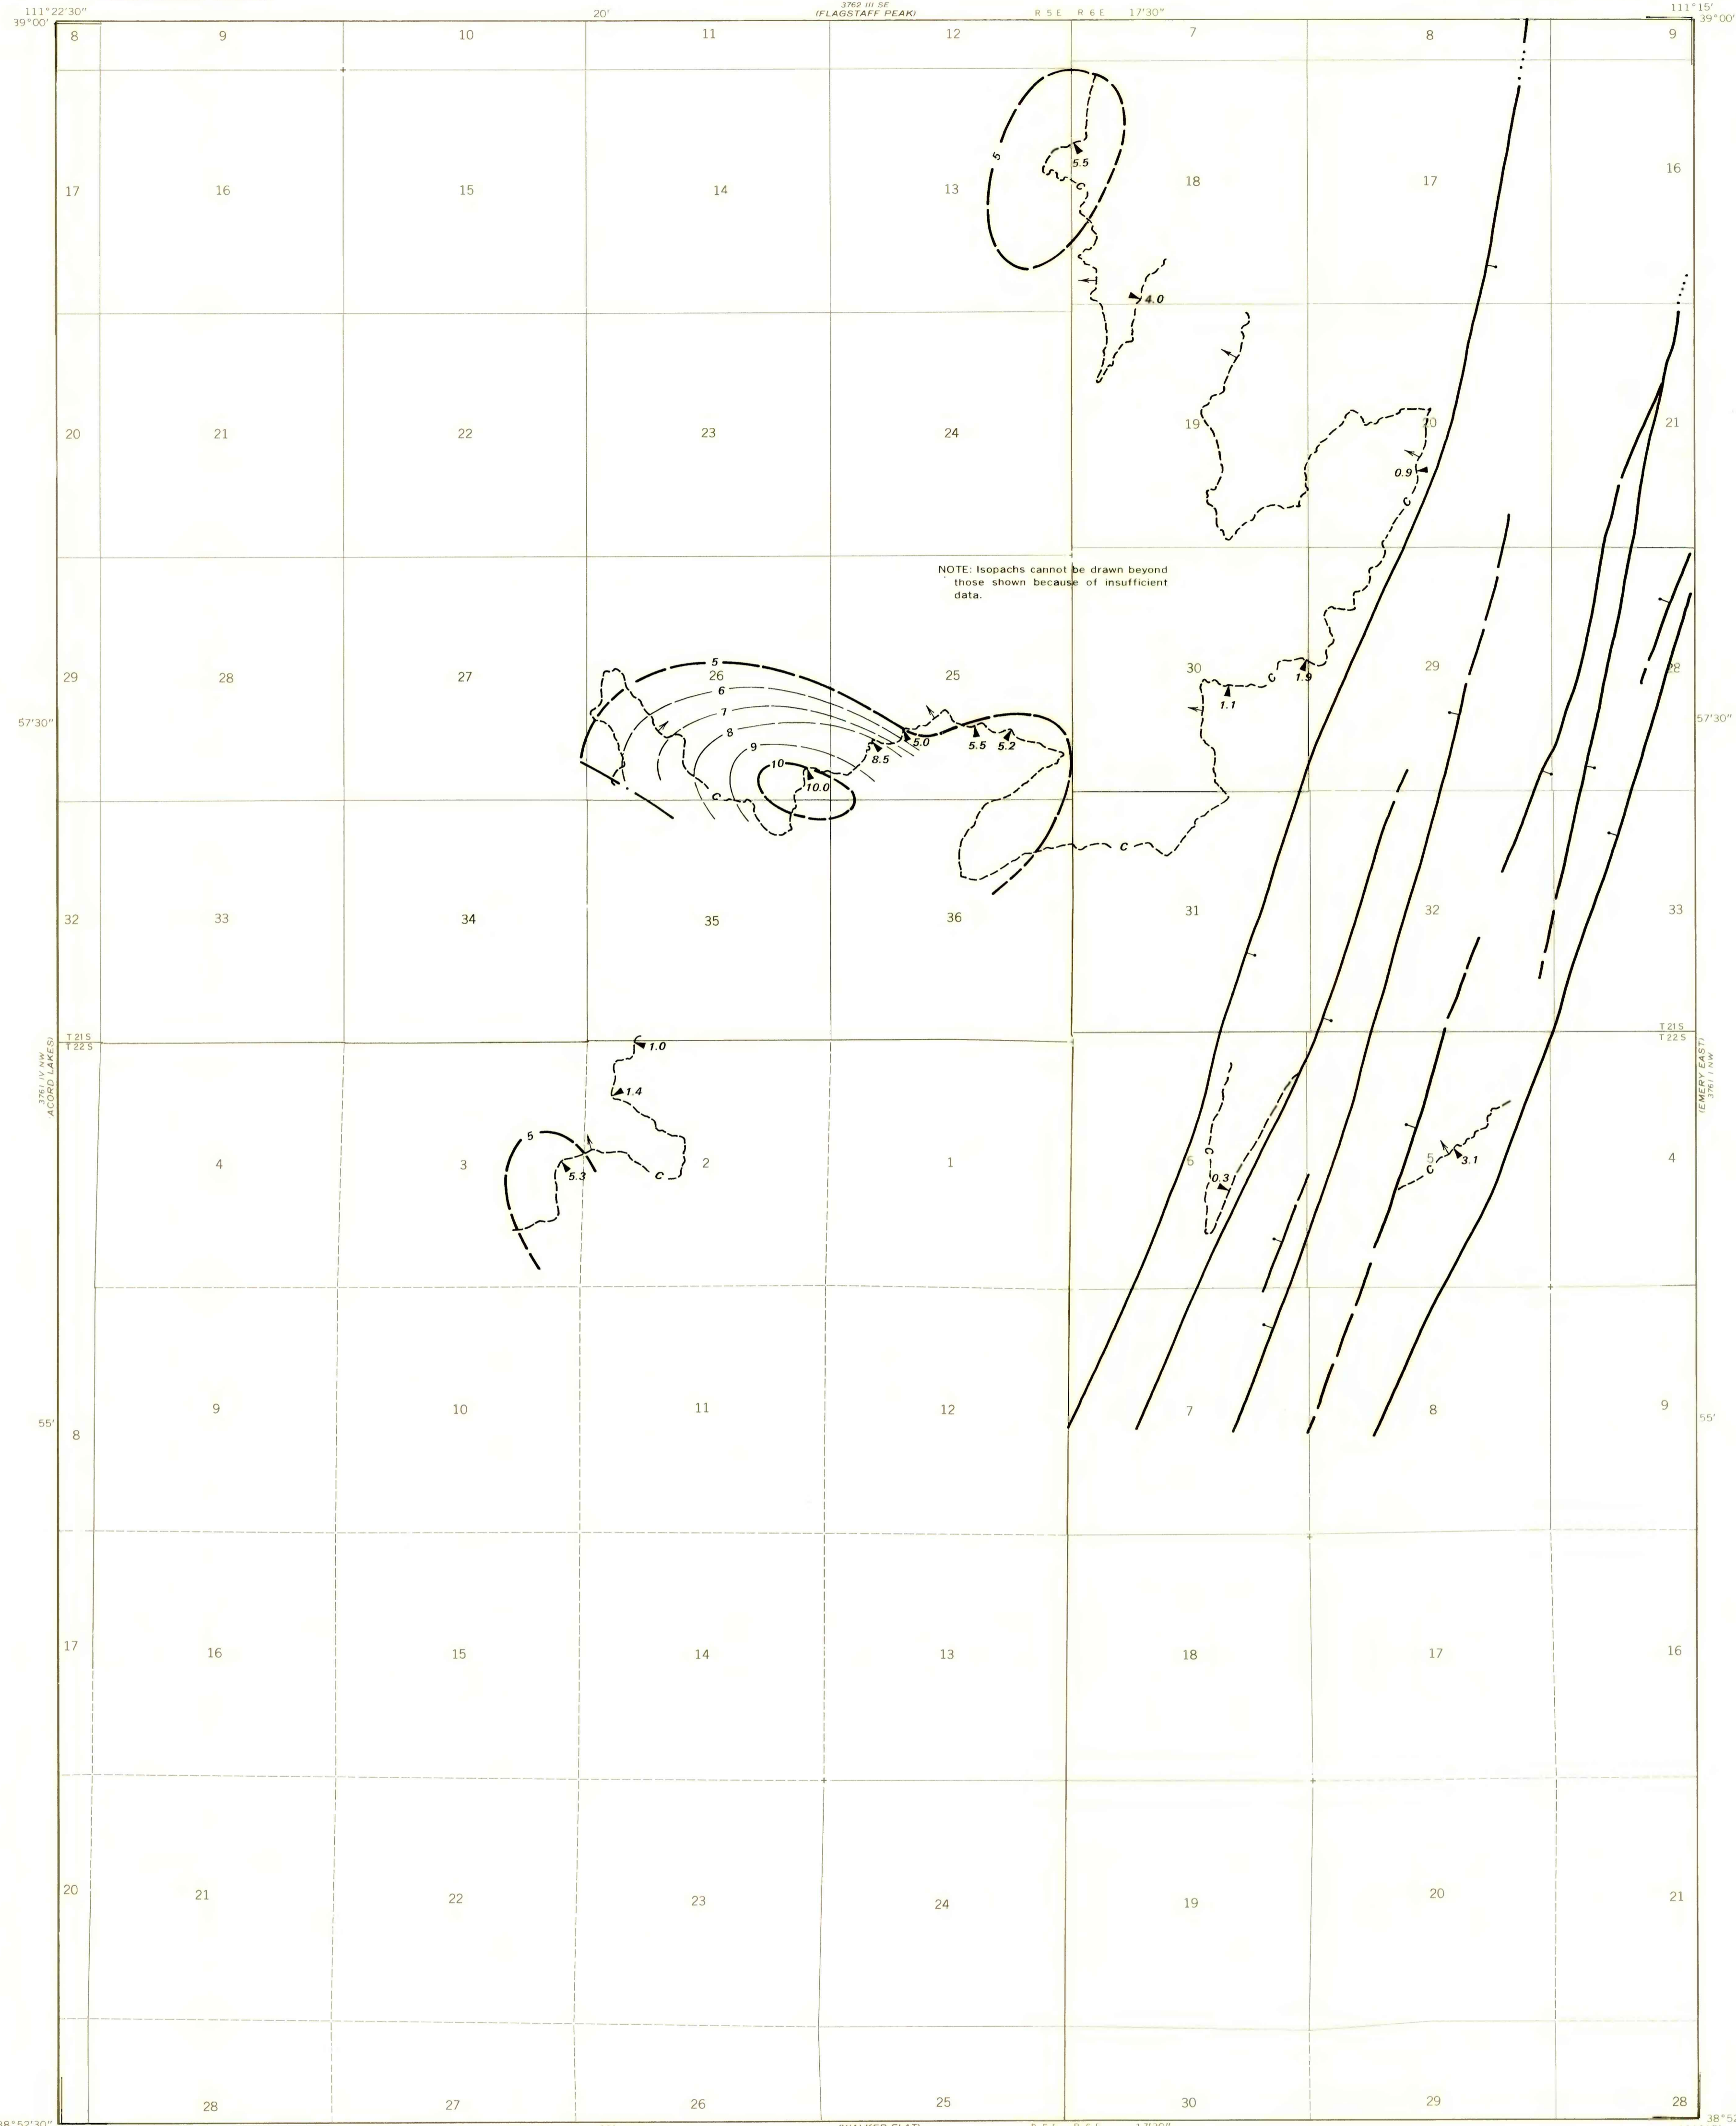 3762 III SE
111°22'30" 20' (FLAGSTAFF PEAK) R 5 E R 6 E 17'30" 111°15'
39°00' 39°00'
8 9 10 11 12 7 8 9
5
5.5
17 16 15 14 13 18 17 16
C
4.0
20 21 22 23 24 19 20 21
0.9
C
NOTE: Isopachs cannot be drawn beyond
those shown because of insufficient
data.
29 28 27 26 25 30 29 28
5
6
C 1.9
1.1
57'30" 57'30"
7
8
9
5.0 5.5 5.2
8.5
10
10.0
C
C
32 33 34 35 36 31 32 33
T 21 S T 21 S
T 22 S T 22 S
3761 IV NW
(ACORD LAKES)
(EMERY EAST)
3761 I NW
1.0
1.4
5
4 3 2 1 6 5 4
C
5.3 C
0.3
C 3.1
55' 55'
8 9 10 11 12 7 8 9
17 16 15 14 13 18 17 16
20 21 22 23 24 19 20 21
28 27 26 25 30 29 28